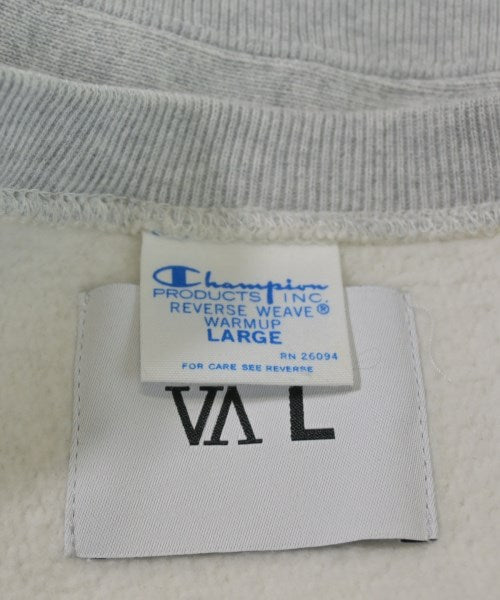 Champion
PRODUCTS INC.
REVERSE WEAVE®
WARMUP
LARGE
RN 26094
FOR CARE SEE REVERSE
VA L